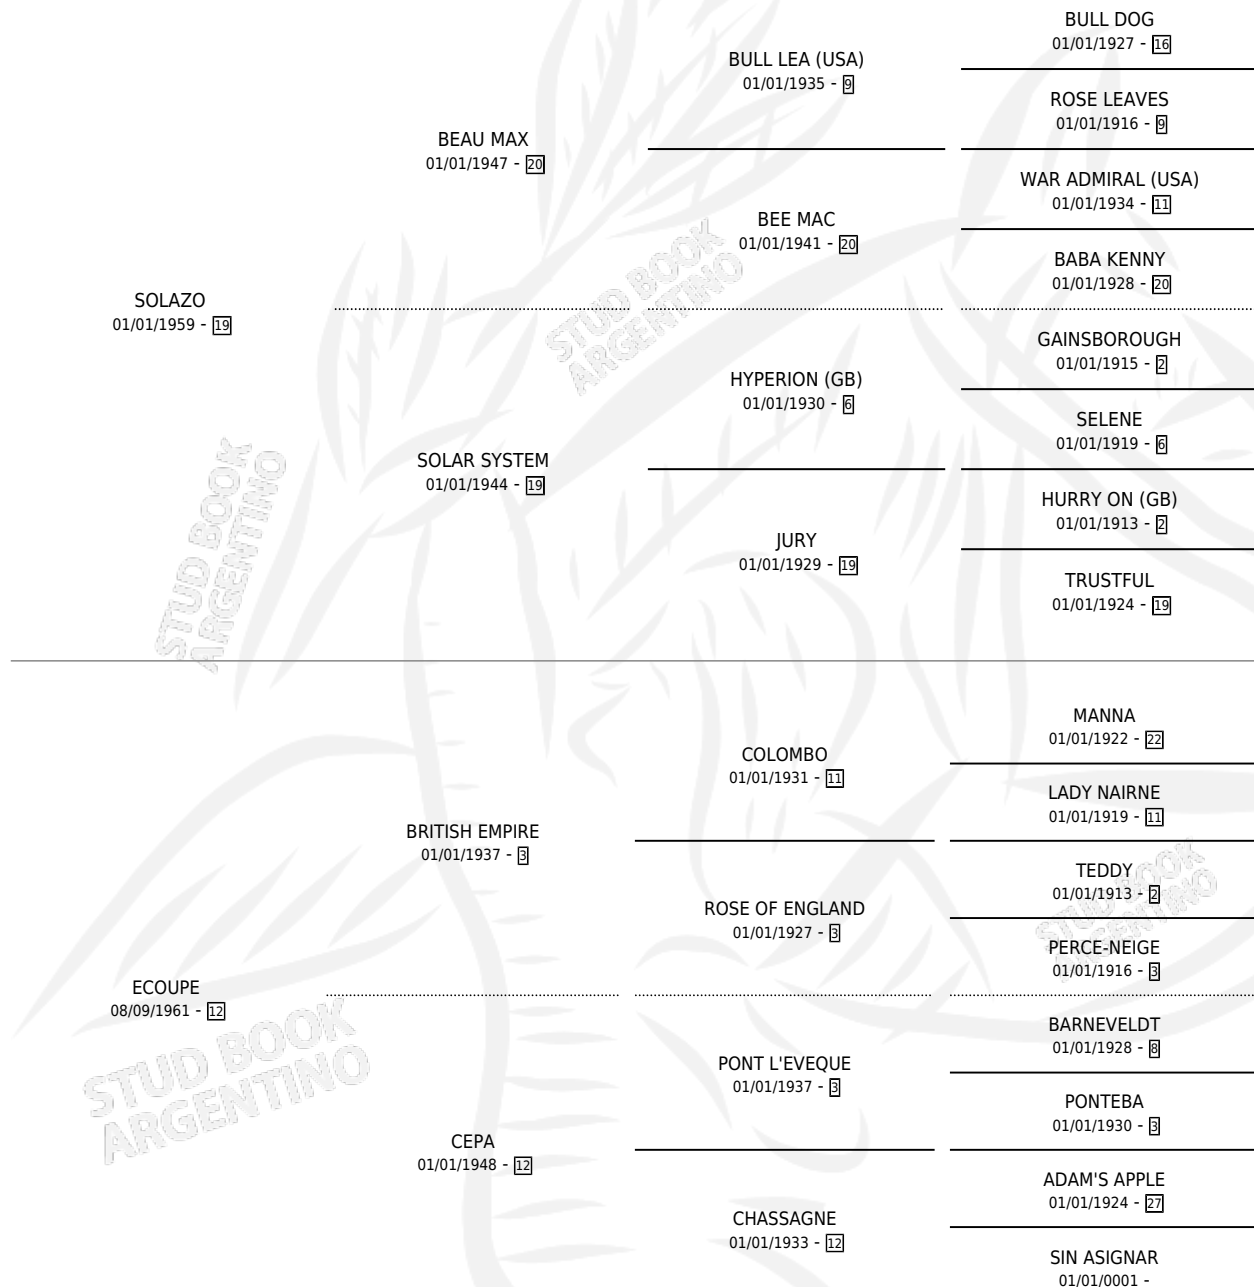 BULL DOG
01/01/1927 - 16
BULL LEA (USA)
01/01/1935 - 9
ROSE LEAVES
01/01/1916 - 9
BEAU MAX
01/01/1947 - 20
WAR ADMIRAL (USA)
01/01/1934 - 11
BEE MAC
01/01/1941 - 20
BABA KENNY
01/01/1928 - 20
SOLAZO
01/01/1959 - 19
STUD BOOK
ARGENTINO
GAINSBOROUGH
01/01/1915 - 2
HYPERION (GB)
01/01/1930 - 6
SELENE
01/01/1919 - 6
SOLAR SYSTEM
01/01/1944 - 19
HURRY ON (GB)
01/01/1913 - 2
JURY
01/01/1929 - 19
TRUSTFUL
01/01/1924 - 19
STUD BOOK
ARGENTINO
MANNA
01/01/1922 - 22
COLOMBO
01/01/1931 - 11
LADY NAIRNE
01/01/1919 - 11
BRITISH EMPIRE
01/01/1937 - 3
TEDDY
01/01/1913 - 2
ROSE OF ENGLAND
01/01/1927 - 3
PERCE-NEIGE
01/01/1916 - 3
STUD BOOK
ARGENTINO
ECOUPE
08/09/1961 - 12
BARNEVELDT
01/01/1928 - 8
PONT L'EVEQUE
01/01/1937 - 3
PONTEBA
01/01/1930 - 3
STUD BOOK
ARGENTINO
CEPA
01/01/1948 - 12
ADAM'S APPLE
01/01/1924 - 27
CHASSAGNE
01/01/1933 - 12
SIN ASIGNAR
01/01/0001 -